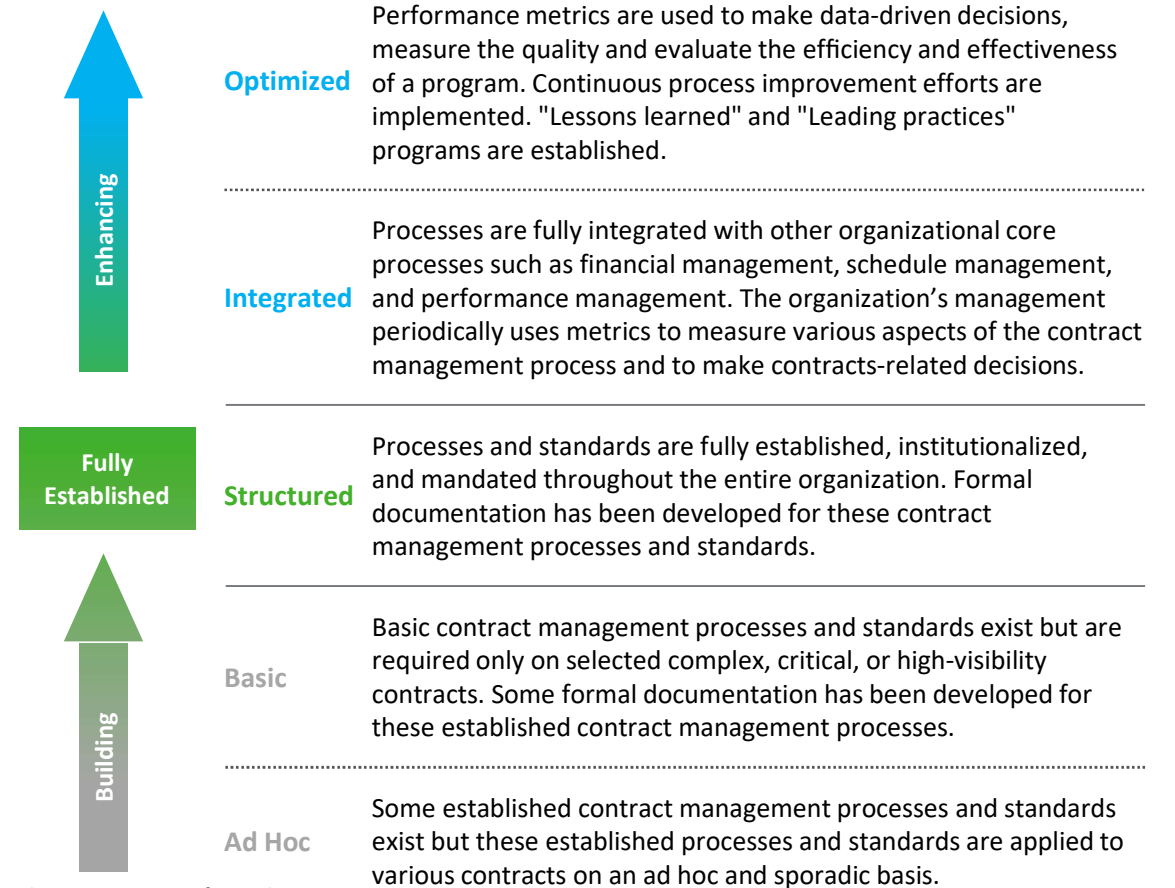 Performance metrics are used to make data-driven decisions,
measure the quality and evaluate the efficiency and effectiveness
Optimized of a program. Continuous process improvement efforts are
implemented. "Lessons learned" and "Leading practices"
programs are established.
Enhancing
Processes are fully integrated with other organizational core
processes such as financial management, schedule management,
Integrated and performance management. The organization’s management
periodically uses metrics to measure various aspects of the contract
management process and to make contracts-related decisions.
Fully
Established
Processes and standards are fully established, institutionalized,
Structured and mandated throughout the entire organization. Formal
documentation has been developed for these contract
management processes and standards.
Building
Basic contract management processes and standards exist but are
required only on selected complex, critical, or high-visibility
Basic contracts. Some formal documentation has been developed for
these established contract management processes.
Some established contract management processes and standards
Ad Hoc exist but these established processes and standards are applied to
various contracts on an ad hoc and sporadic basis.